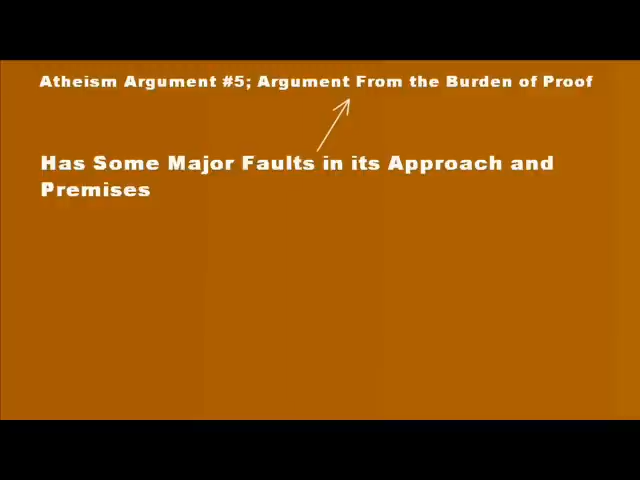 Atheism Argument #5; Argument From the Burden of Proof
Has Some Major Faults in its Approach and
Premises